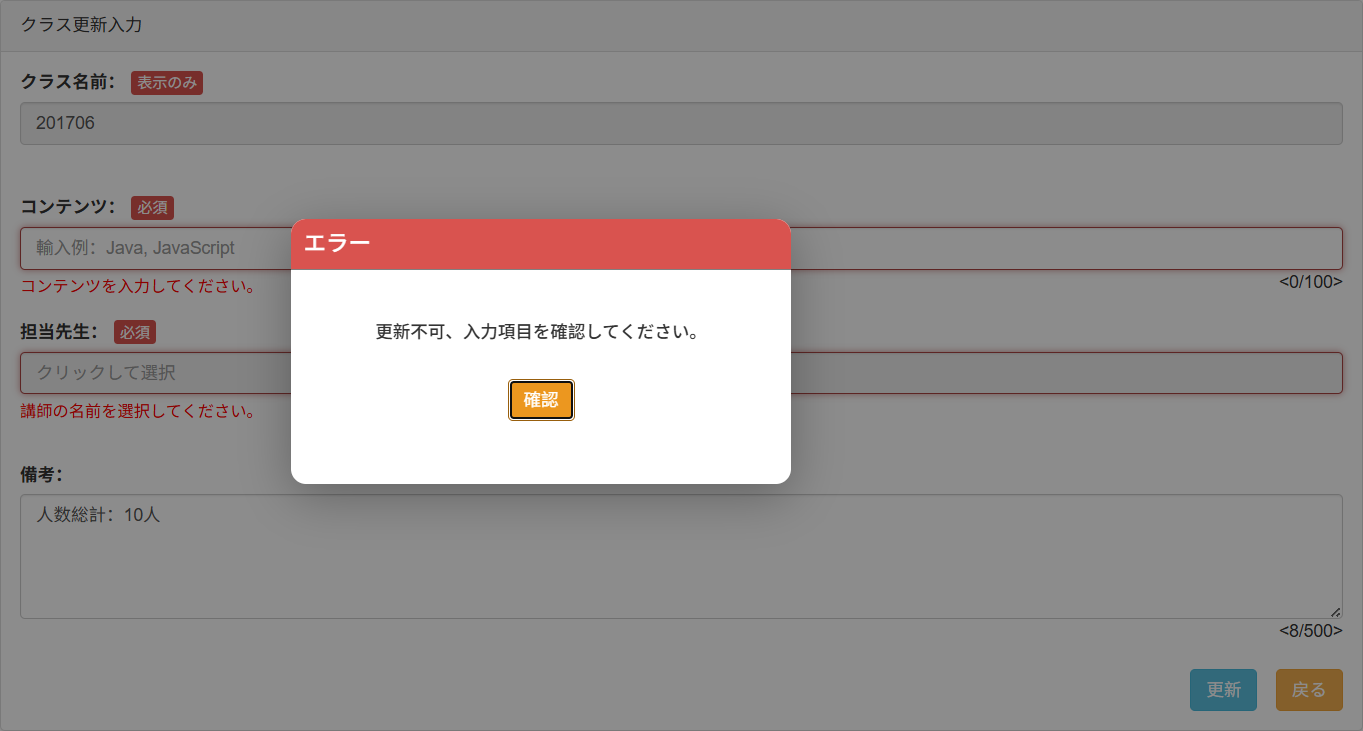 クラス更新入力
クラス名前： 表示のみ
201706
コンテンツ： 必須
輸入例：Java, JavaScript
コンテンツを入力してください。
<0/100>
担当先生： 必須
クリックして選択
講師の名前を選択してください。
エラー
更新不可、入力項目を確認してください。
確認
備考：
人数総計：10人
<8/500>
更新 戻る